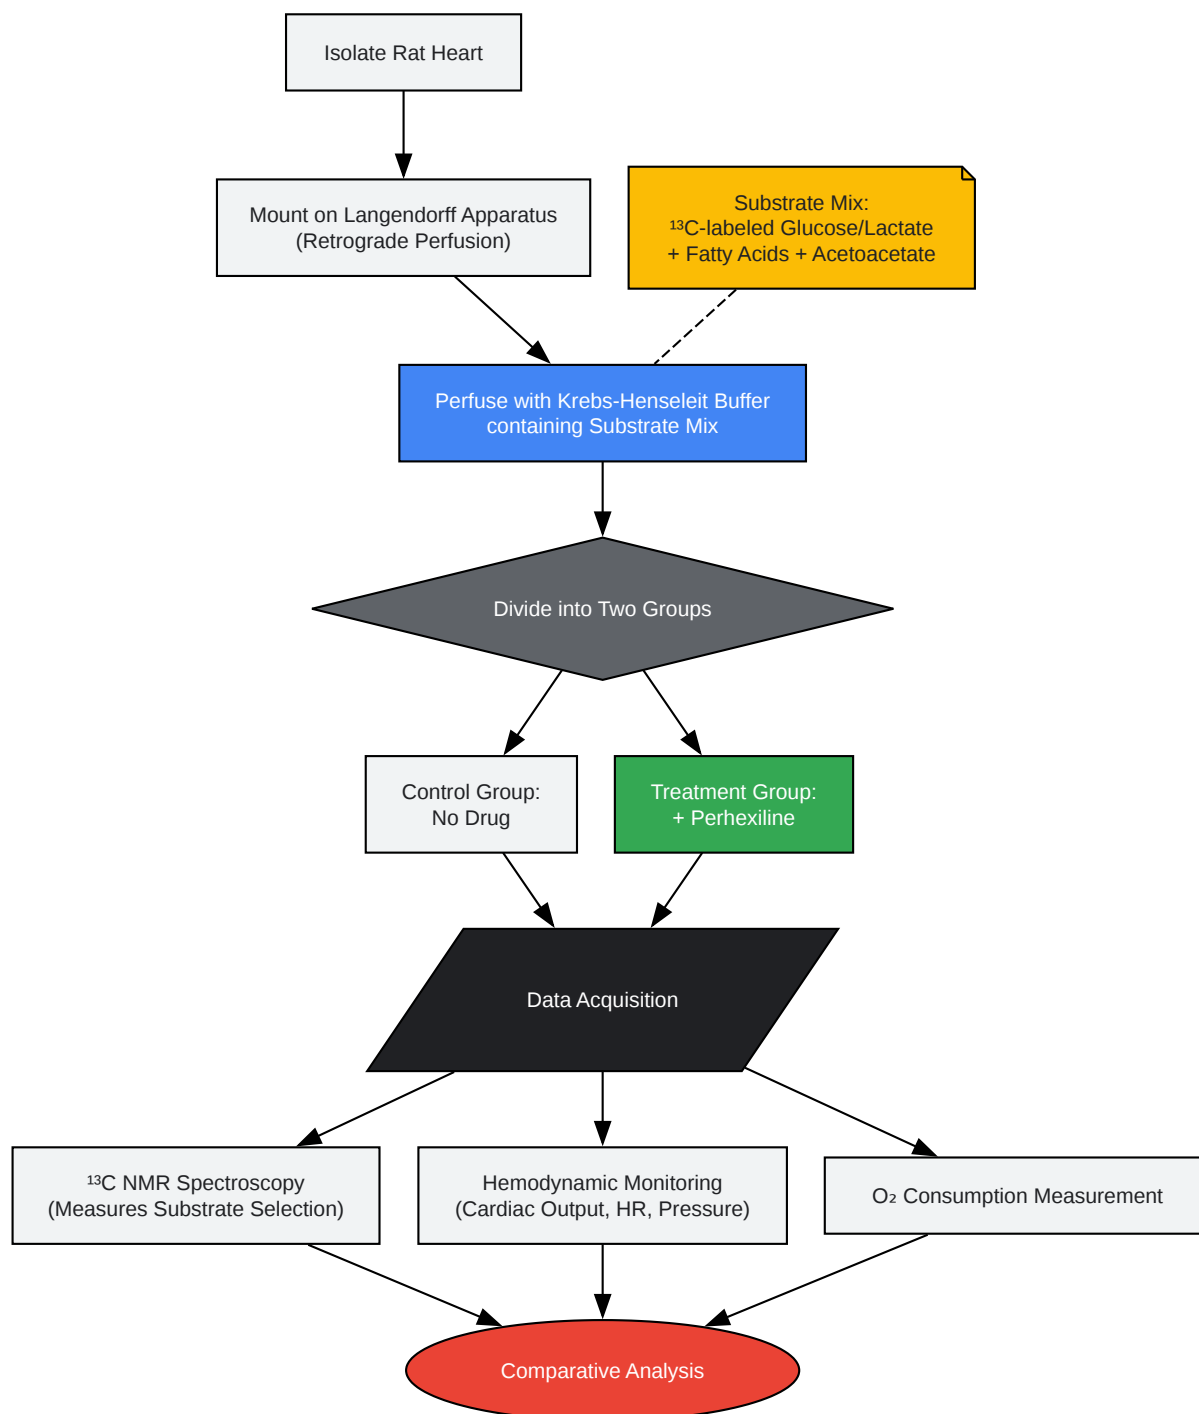 Isolate Rat Heart
Mount on Langendorff Apparatus
(Retrograde Perfusion)
Substrate Mix:
¹³C-labeled Glucose/Lactate
+ Fatty Acids + Acetoacetate
Perfuse with Krebs-Henseleit Buffer
containing Substrate Mix
Divide into Two Groups
Control Group:
No Drug
Treatment Group:
+ Perhexiline
Data Acquisition
¹³C NMR Spectroscopy
(Measures Substrate Selection)
Hemodynamic Monitoring
(Cardiac Output, HR, Pressure)
O₂ Consumption Measurement
Comparative Analysis